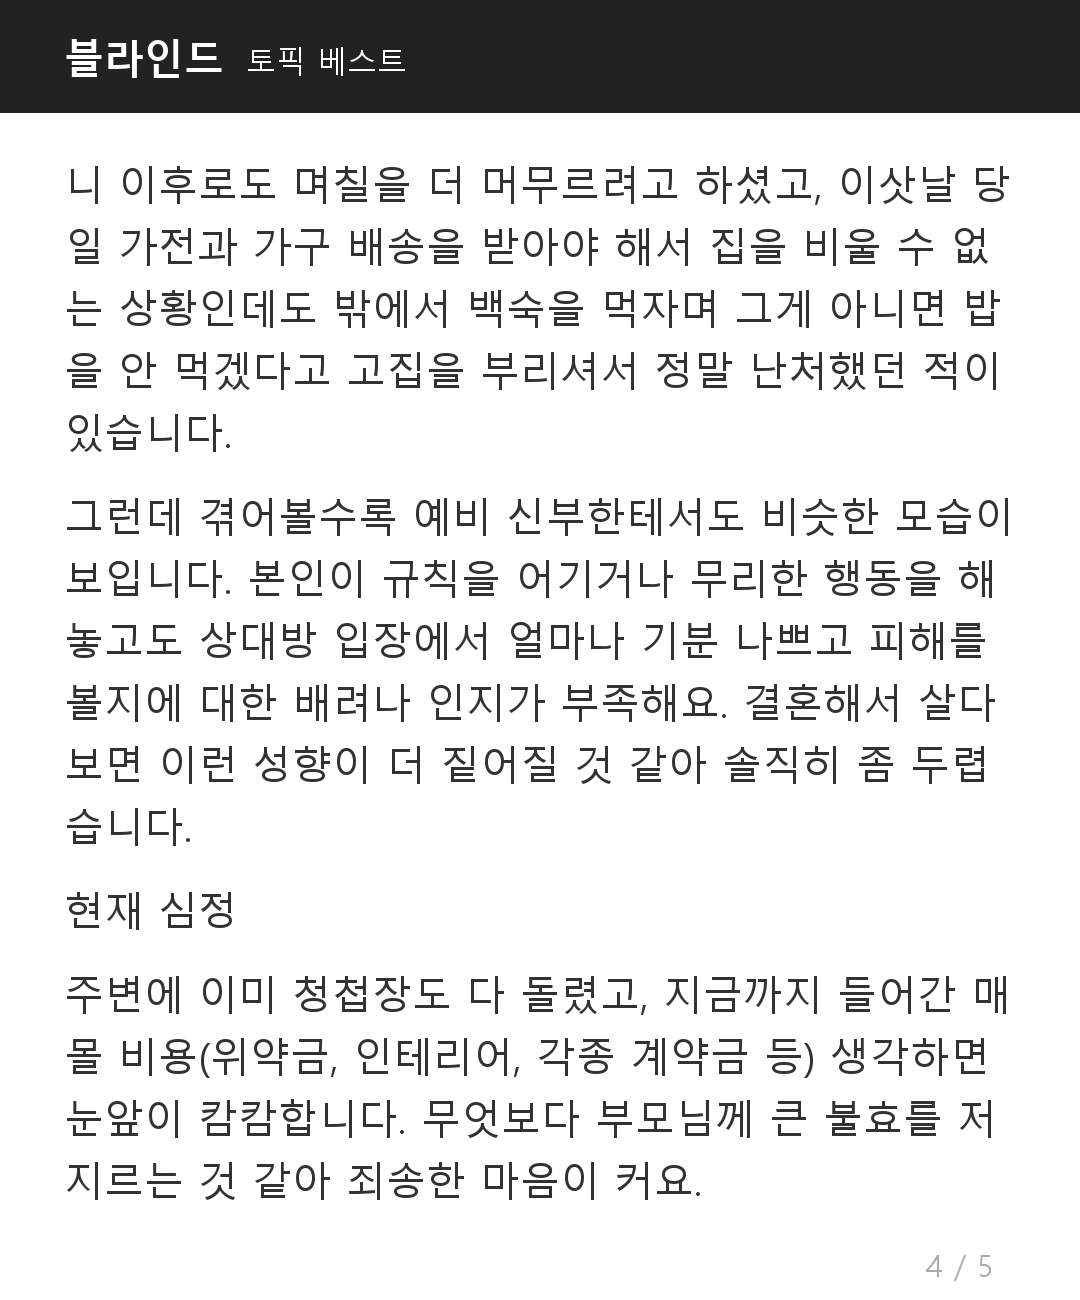 블라인드 토픽 베스트
니 이후로도 며칠을 더 머무르려고 하셨고, 이삿날 당
일 가전과 가구 배송을 받아야 해서 집을 비울 수 없
는 상황인데도 밖에서 백숙을 먹자며 그게 아니면 밥
을 안 먹겠다고 고집을 부리셔서 정말 난처했던 적이
있습니다.
그런데 겪어볼수록 예비 신부한테서도 비슷한 모습이
보입니다. 본인이 규칙을 어기거나 무리한 행동을 해
놓고도 상대방 입장에서 얼마나 기분 나쁘고 피해를
볼지에 대한 배려나 인지가 부족해요. 결혼해서 살다
보면 이런 성향이 더 짙어질 것 같아 솔직히 좀 두렵
습니다.
현재 심정
주변에 이미 청첩장도 다 돌렸고, 지금까지 들어간 매
몰 비용(위약금, 인테리어, 각종 계약금 등) 생각하면
눈앞이 캄캄합니다. 무엇보다 부모님께 큰 불효를 저
지르는 것 같아 죄송한 마음이 커요.
4 / 5